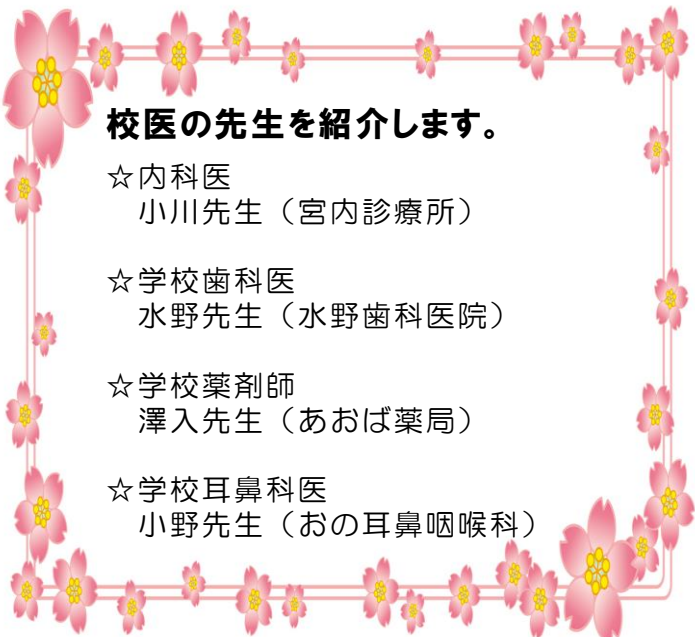 校医の先生を紹介します。
☆内科医
小川先生（宮内診療所）
☆学校歯科医
水野先生（水野歯科医院）
☆学校薬剤師
澤入先生（あおば薬局）
☆学校耳鼻科医
小野先生（おの耳鼻咽喉科）